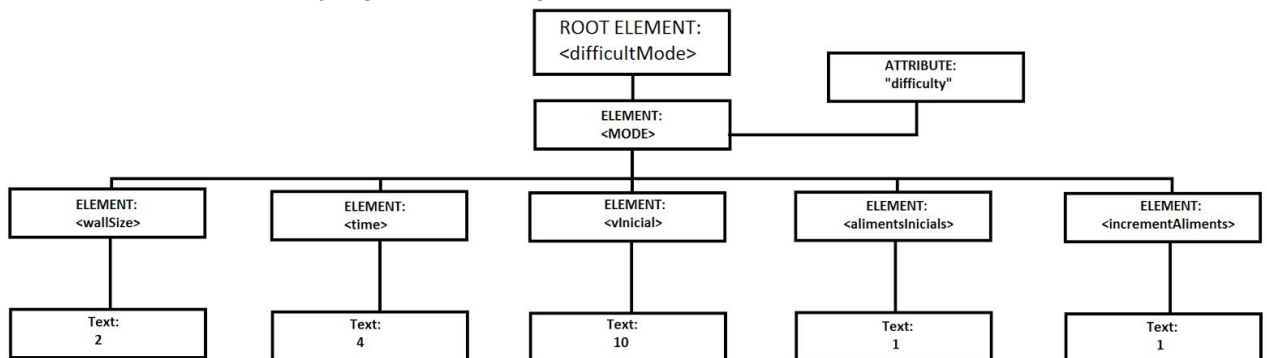 ROOT ELEMENT:
<difficultMode>
ATTRIBUTE:
"difficulty"
ELEMENT:
<MODE>
ELEMENT:
<wallSize>
ELEMENT:
<time>
ELEMENT:
<vInicial>
ELEMENT:
<alimentsInicials>
ELEMENT:
<incrementAliments>
Text:
2
Text:
4
Text:
10
Text:
1
Text:
1